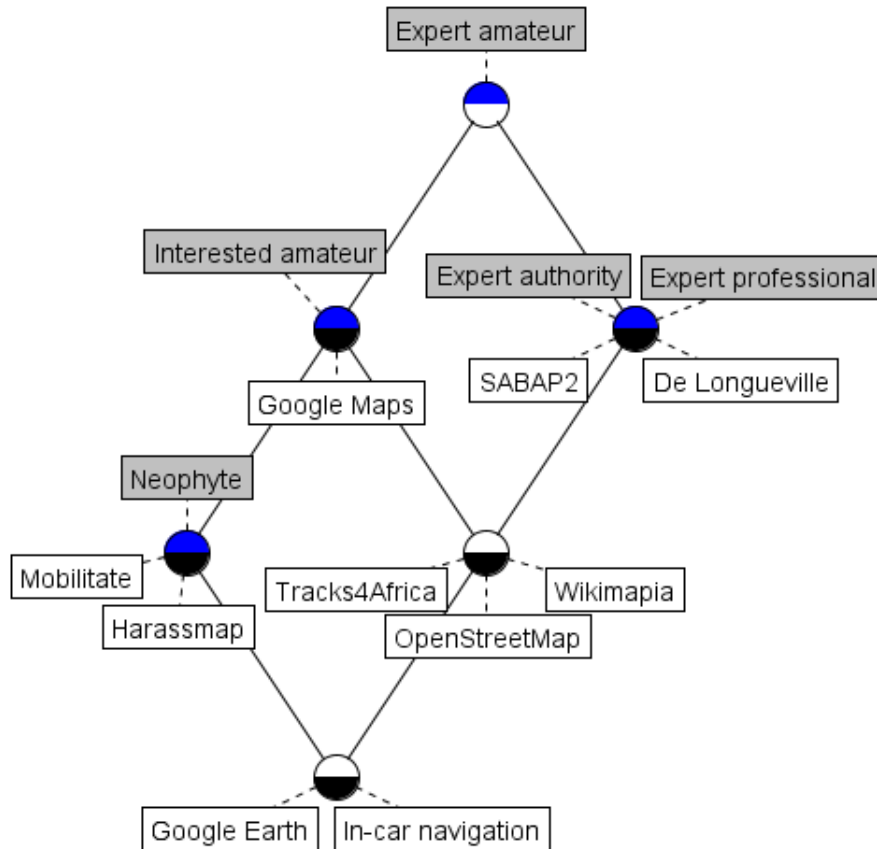 Expert amateur
Interested amateur
Expert authority
Expert professional
SABAP2
De Longueville
Google Maps
Neophyte
Mobilitate
Harassmap
Tracks4Africa
Wikimapia
OpenStreetMap
Google Earth
In-car navigation